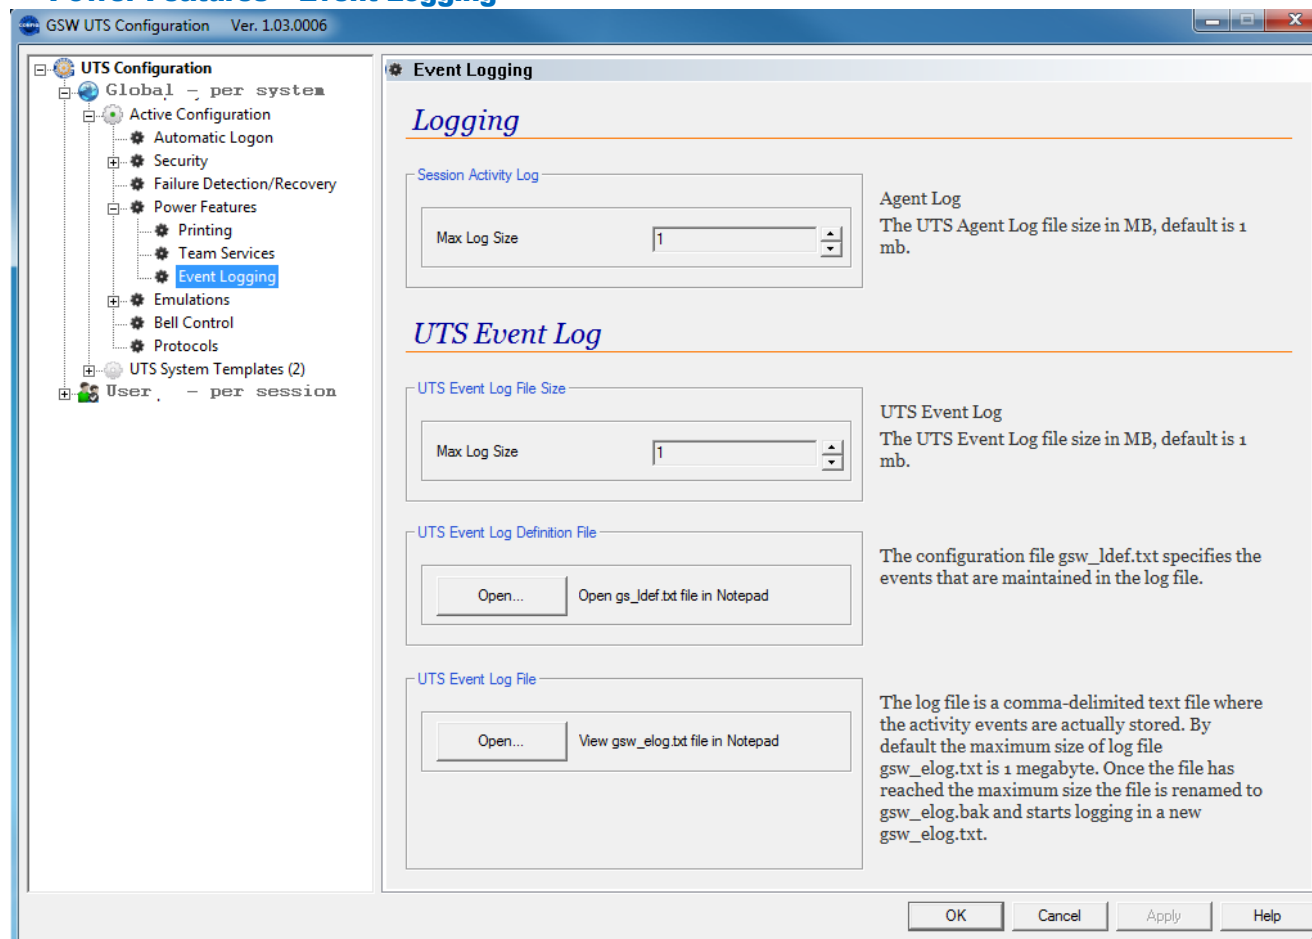 Power Features – Event Logging
GSW UTS Configuration Ver. 1.03.0006
UTS Configuration
Global - per system
Active Configuration
Automatic Logon
Security
Failure Detection/Recovery
Power Features
Printing
Team Services
Event Logging
Emulations
Bell Control
Protocols
UTS System Templates (2)
User - per session
Event Logging
Logging
Session Activity Log
Max Log Size
1
Agent Log
The UTS Agent Log file size in MB, default is 1
mb.
UTS Event Log
UTS Event Log File Size
Max Log Size
1
UTS Event Log
The UTS Event Log file size in MB, default is 1
mb.
UTS Event Log Definition File
Open...
Open gs_ldef.txt file in Notepad
The configuration file gsw_ldef.txt specifies the
events that are maintained in the log file.
UTS Event Log File
Open...
View gsw_elog.txt file in Notepad
The log file is a comma-delimited text file where
the activity events are actually stored. By
default the maximum size of log file
gsw_elog.txt is 1 megabyte. Once the file has
reached the maximum size the file is renamed to
gsw_elog.bak and starts logging in a new
gsw_elog.txt.
OK
Cancel
Apply
Help